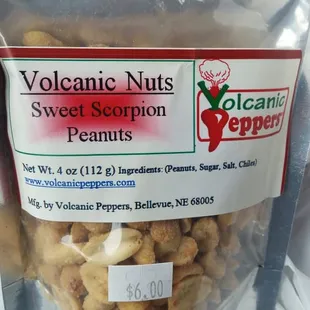 Volcanic Nuts
Sweet Scorpion
Peanuts
Volcanic
Peppers
Net Wt. 4 oz (112 g) Ingredients: (Peanuts, Sugar, Salt, Chiles)
www.volcanicpeppers.com
Mfg. by Volcanic Peppers, Bellevue, NE 68005
$6.00